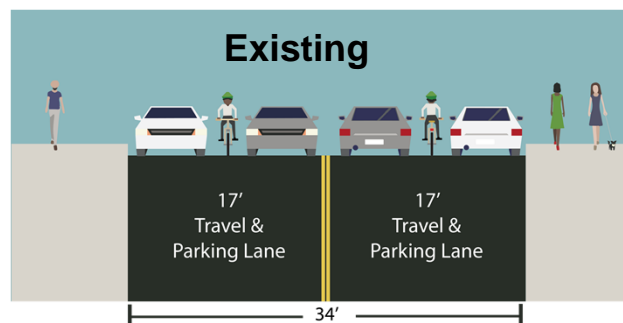 Existing
17'
Travel &
Parking Lane
17'
Travel &
Parking Lane
34'